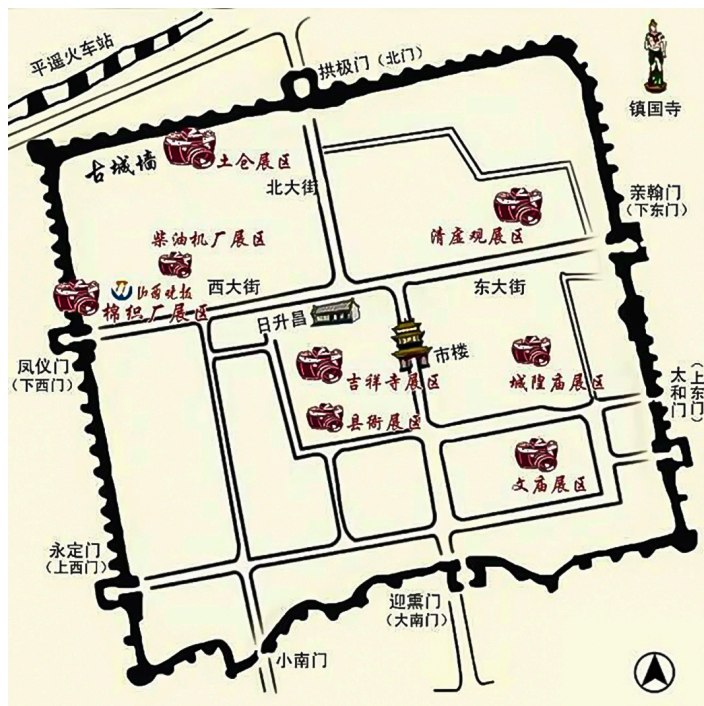 平遥火车站
拱极门（北门）
镇国寺
古城墙
土仓展区
北大街
亲翰门
（下东门）
清虚观展区
柴油机厂展区
山西晚报
西大街
东大街
棉织厂展区
日升昌
市楼
凤仪门
（下西门）
吉祥寺展区
城隍庙展区
太和门
（上东门）
县衙展区
文庙展区
永定门
（上西门）
迎熏门
（大南门）
小南门